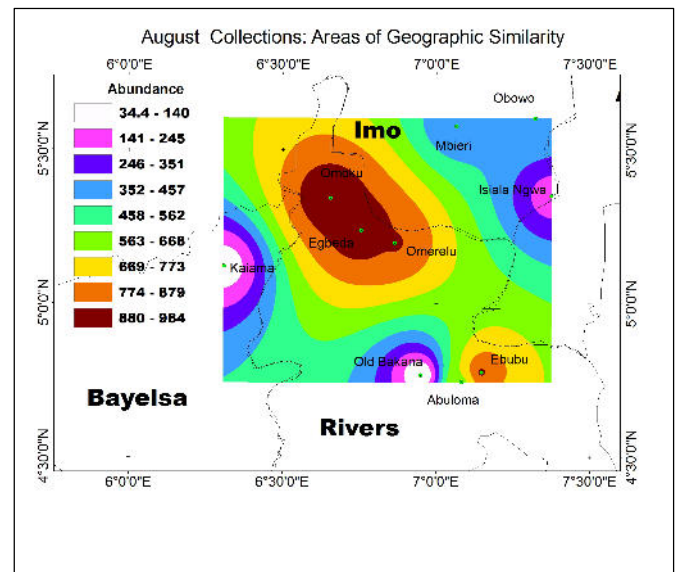 August Collections: Areas of Geographic Similarity
6°0'0"E 6°30'0"E 7°0'0"E 7°30'0"E
Abundance
34.4 - 140
141 - 245
246 - 351
352 - 457
458 - 562
563 - 668
669 - 773
774 - 879
880 - 984
5°30'0"N
5°0'0"N
4°30'0"N
5°30'0"N
5°0'0"N
4°30'0"N
Obowo
Imo
Mbieri
Omoku
Isiala Ngwa
Egbeda
Omerelu
Kaiama
Old Bakana
Ebubu
Abuloma
Bayelsa
Rivers
6°0'0"E 6°30'0"E 7°0'0"E 7°30'0"E